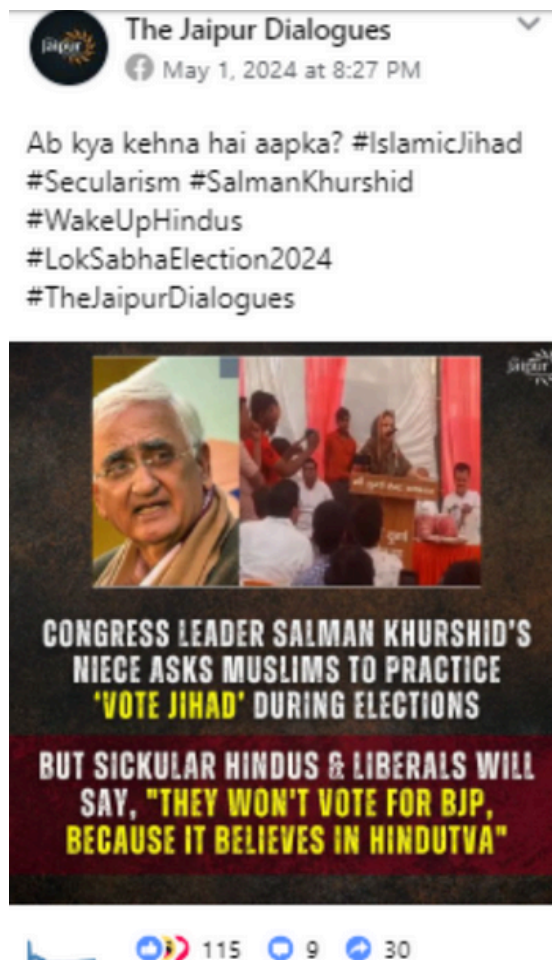 The Jaipur Dialogues
May 1, 2024 at 8:27 PM
Ab kya kehna hai aapka? #IslamicJihad
#Secularism #SalmanKhurshid
#WakeUpHindus
#LokSabhaElection2024
#TheJaipurDialogues
CONGRESS LEADER SALMAN KHURSHID'S
NIECE ASKS MUSLIMS TO PRACTICE
'VOTE JIHAD' DURING ELECTIONS
BUT SICKULAR HINDUS & LIBERALS WILL
SAY, "THEY WON'T VOTE FOR BJP,
BECAUSE IT BELIEVES IN HINDUTVA"
115 9 30